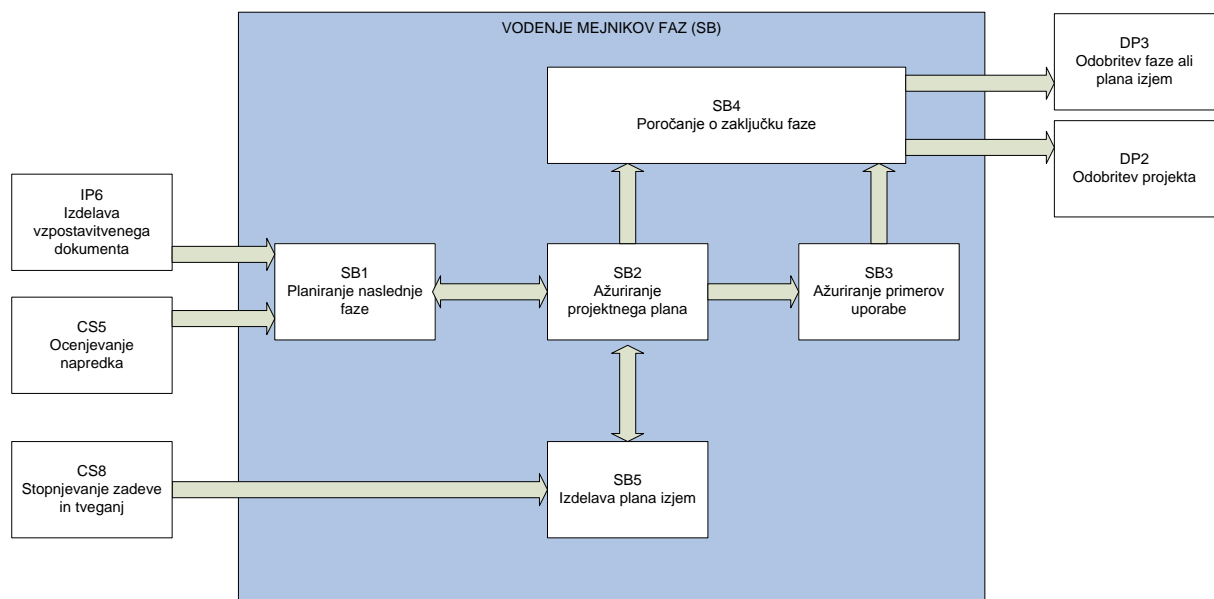 VODENJE MEJNIKOV FAZ (SB)
DP3
Odobritev faze ali
plana izjem
SB4
Poročanje o zaključku faze
DP2
Odobritev projekta
IP6
Izdelava
vzpostavitvenega
dokumenta
SB1
Planiranje naslednje
faze
SB2
Ažuriranje
projektnega plana
SB3
Ažuriranje primerov
uporabe
CS5
Ocenjevanje
napredka
CS8
Stopnjevanje zadeve
in tveganj
SB5
Izdelava plana izjem